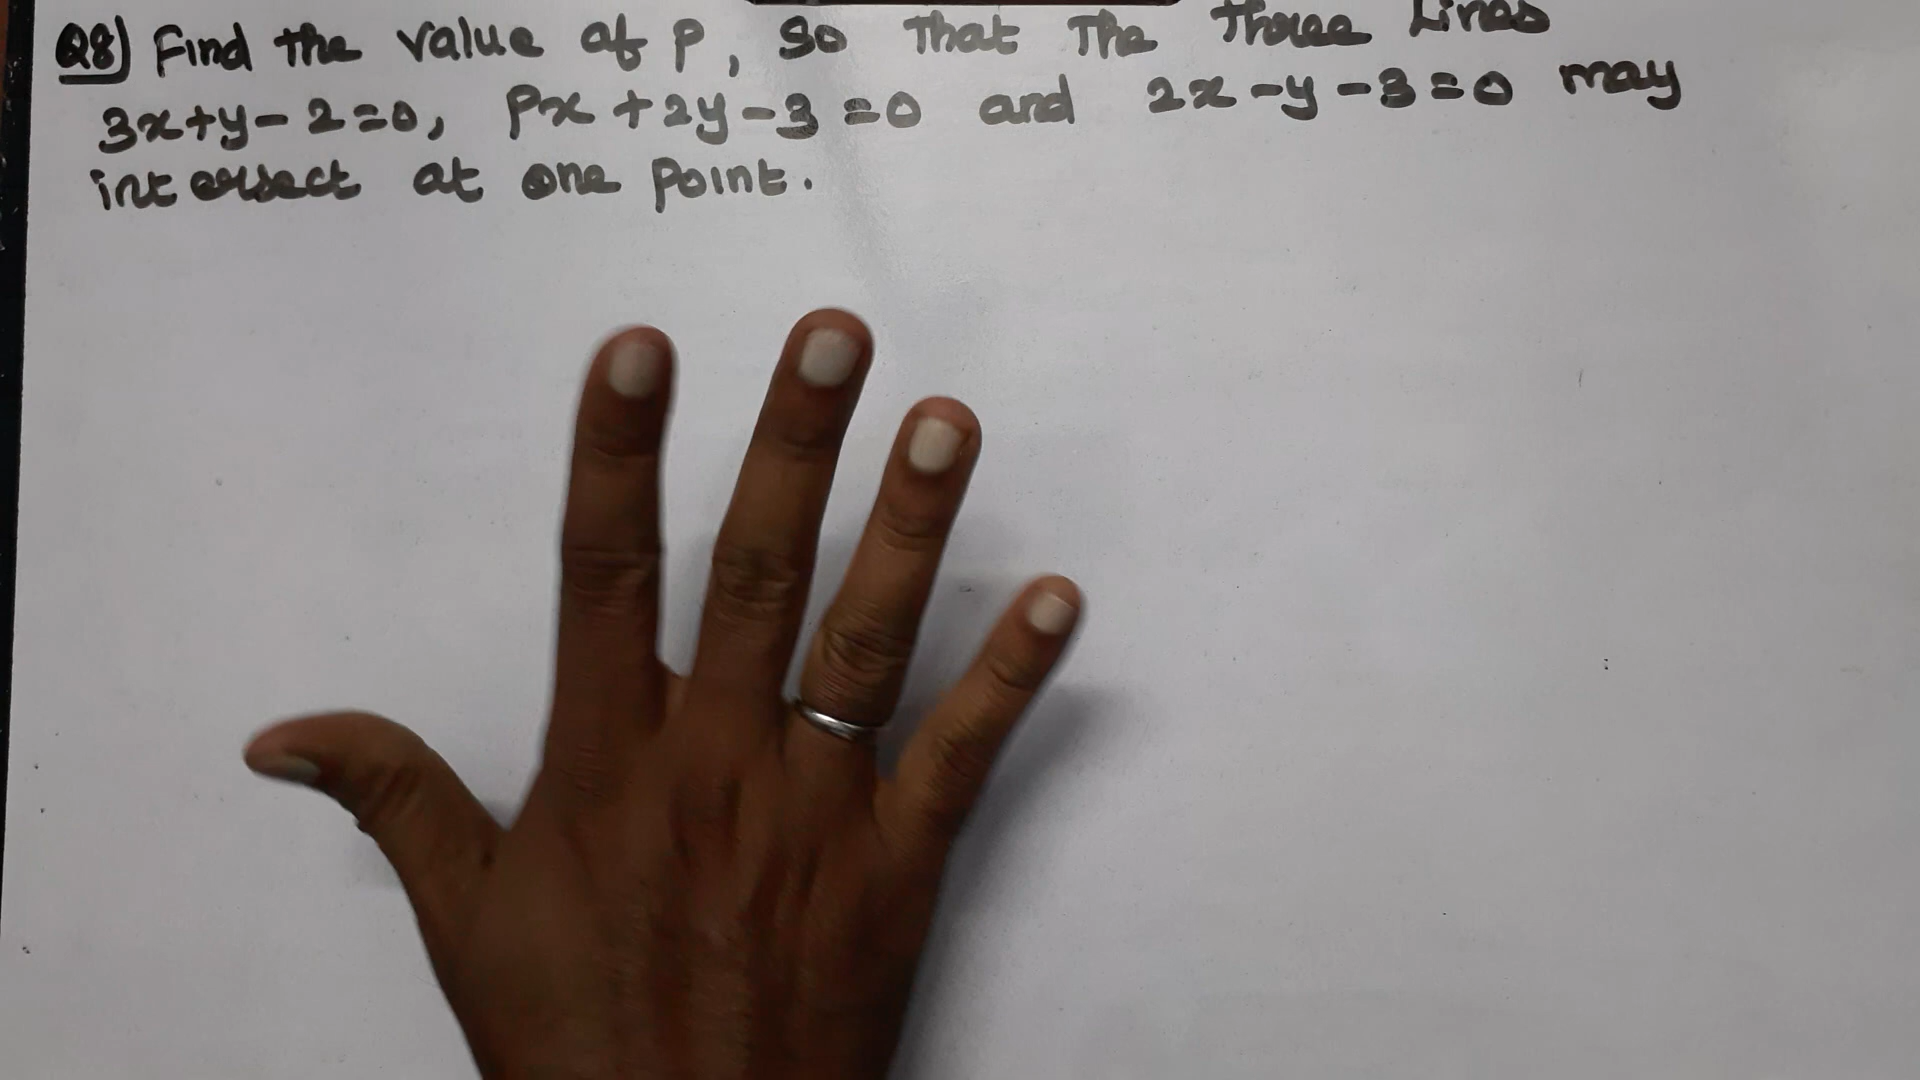 Q8) Find the value of P, so That The three Lines
3x+y-2=0, Px+2y-3=0 and 2x-y-3=0 may
intersect at one point.